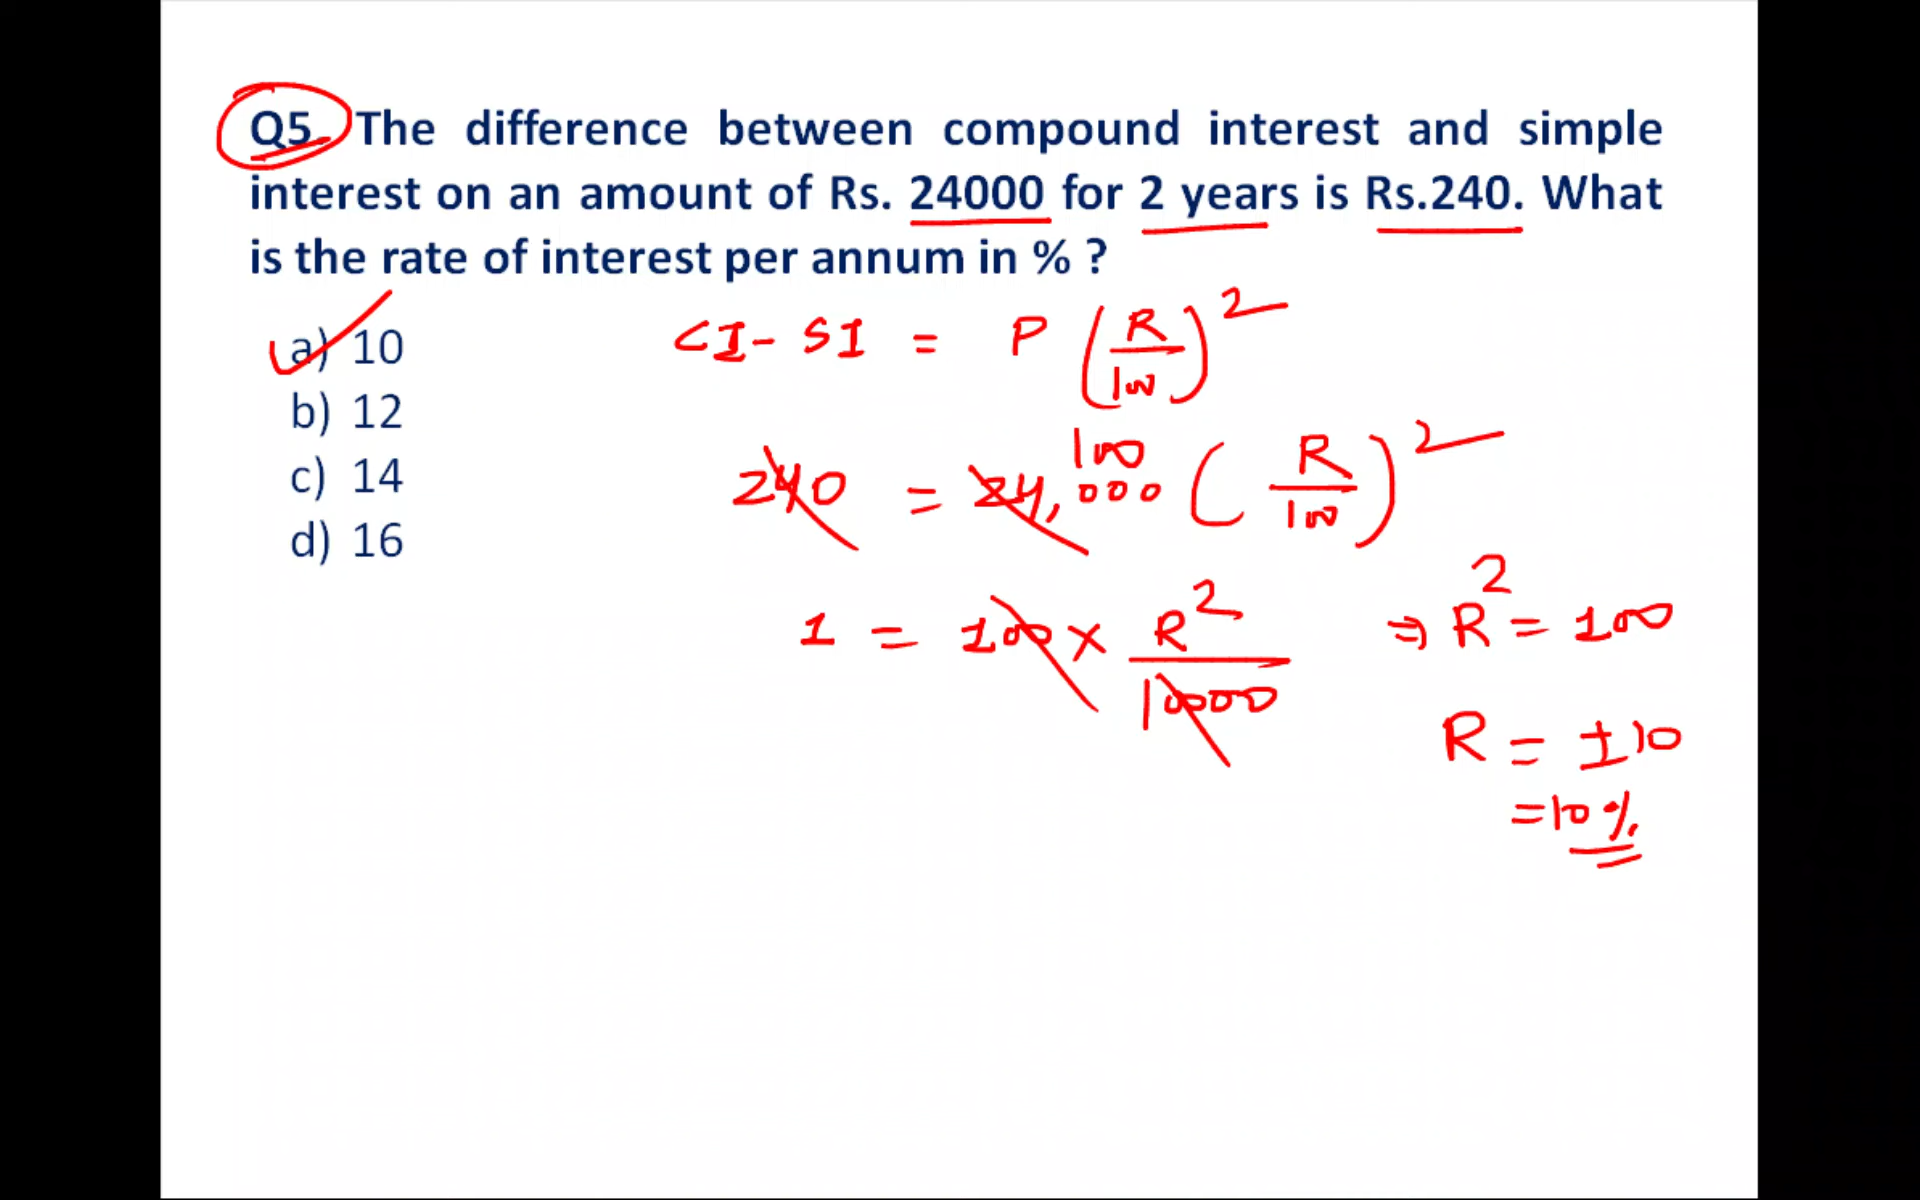 Q5. The difference between compound interest and simple
interest on an amount of Rs. 24000 for 2 years is Rs.240. What
is the rate of interest per annum in % ?
a) 10
b) 12
c) 14
d) 16
CI - SI = P (R/100)^2
240 = 24,000 100 (R/100)^2
1 = 100 × R^2/10000
⇒ R^2 = 100
R = ±10
= 10%